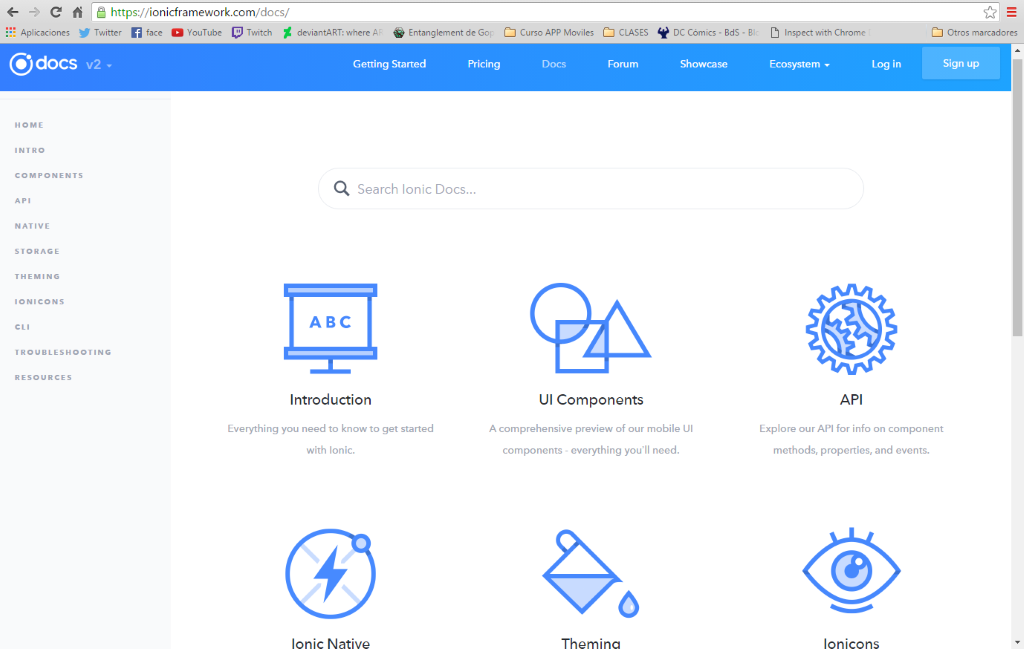 https://ionicframework.com/docs/
Aplicaciones Twitter face YouTube Twitch deviantART: where Entanglement de Curso APP Moviles CLASES DC Cómics - BdS - Inspect with Chrome Otros marcadores
docs v2 Getting Started Pricing Docs Forum Showcase Ecosystem Log in Sign up
HOME
INTRO
COMPONENTS
API
NATIVE
STORAGE
THEMING
IONICONS
CLI
TROUBLESHOOTING
RESOURCES
Search Ionic Docs...
ABC
Introduction
Everything you need to know to get started
with Ionic.
UI Components
A comprehensive preview of our mobile UI
components - everything you'll need.
API
Explore our API for info on component
methods, properties, and events.
Ionic Native
Theming
Ionicons